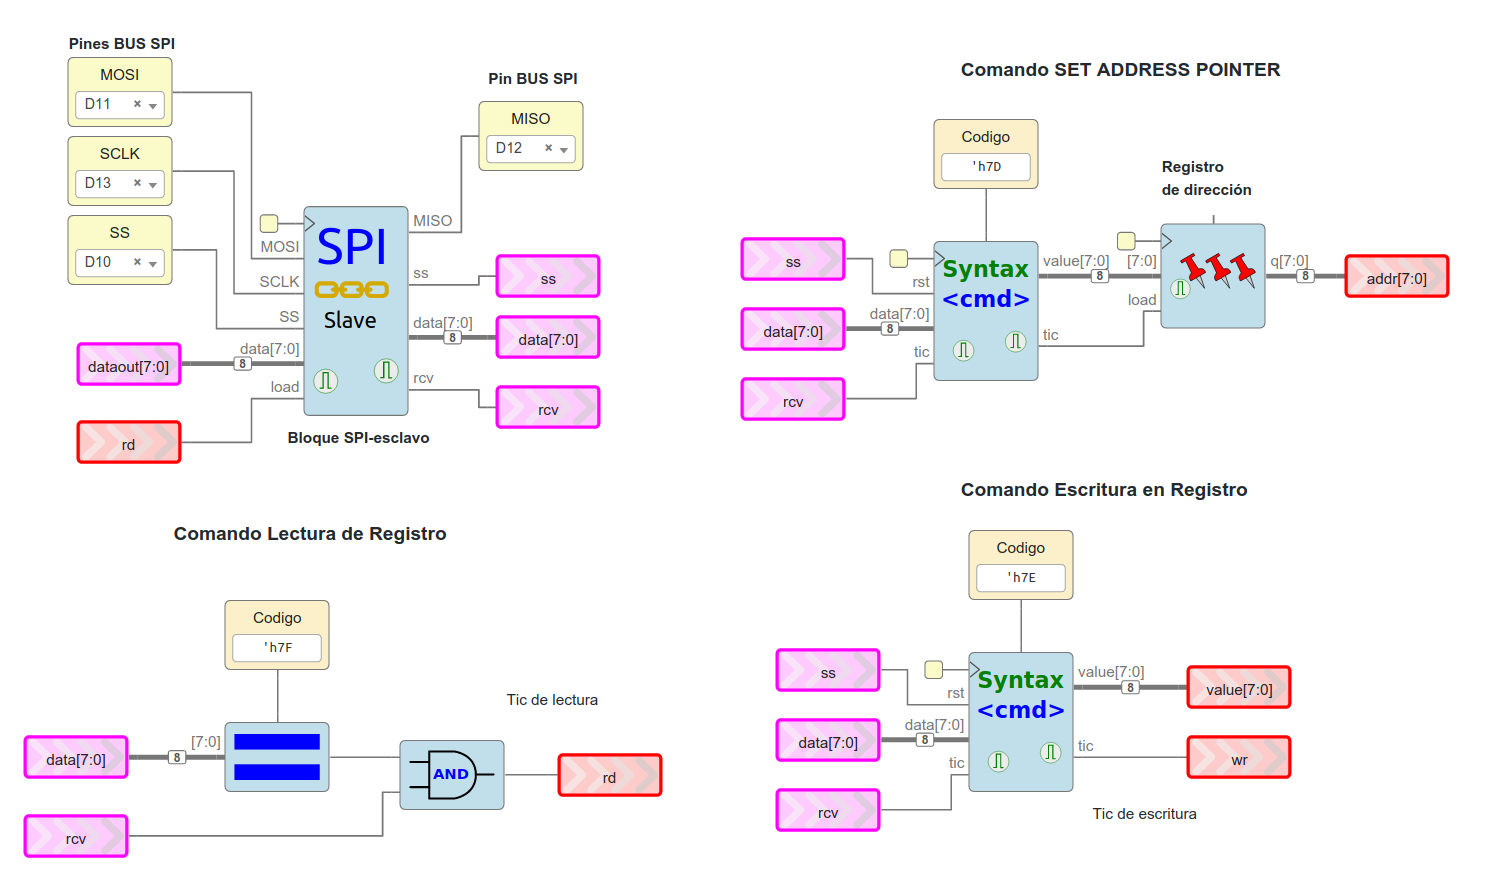 Pines BUS SPI
MOSI
D11 × 
SCLK
D13 ×
SS
D10 ×
Pin BUS SPI
MISO
D12 ×
MOSI
SCLK
SS
data[7:0]
8
load
SPI
Slave
MISO
ss
data[7:0]
8
rcv
dataout[7:0]
rd
ss
data[7:0]
rcv
Bloque SPI-esclavo
Comando SET ADDRESS POINTER
Codigo
'h7D
Registro
de dirección
ss
data[7:0]
rcv
rst
data[7:0]
8
tic
Syntax
<cmd>
value[7:0]
8
tic
[7:0]
load
q[7:0]
8
addr[7:0]
Comando Lectura de Registro
Codigo
'h7F
data[7:0]
8
[7:0]
rcv
AND
Tic de lectura
rd
Comando Escritura en Registro
Codigo
'h7E
ss
data[7:0]
rcv
rst
data[7:0]
8
tic
Syntax
<cmd>
value[7:0]
8
tic
value[7:0]
wr
Tic de escritura